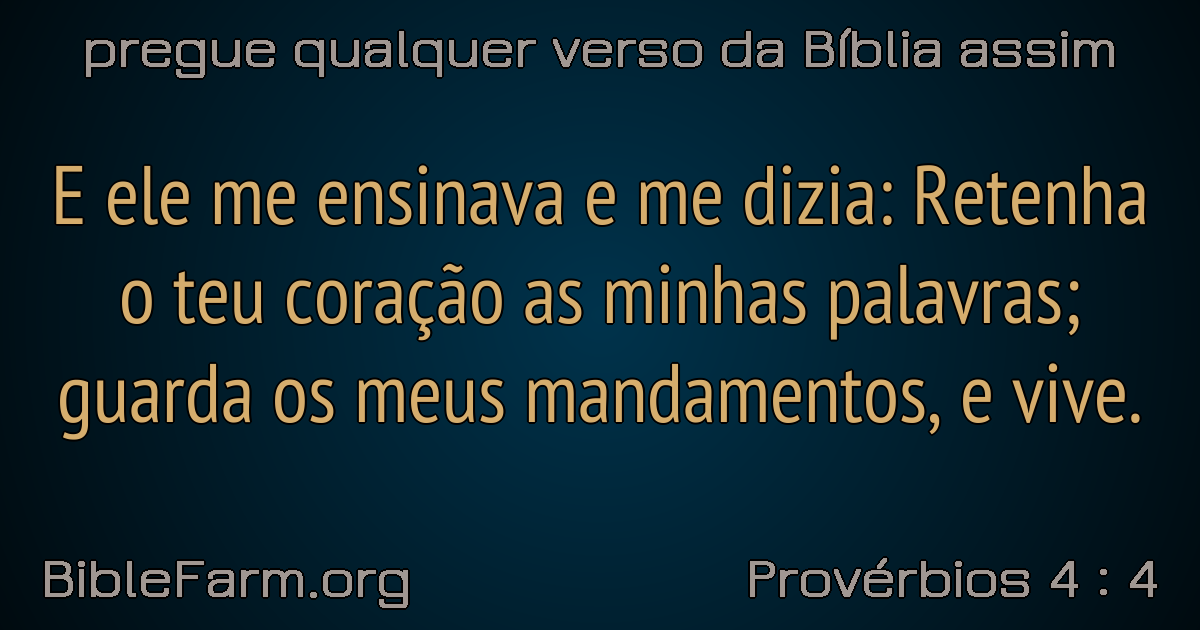 pregue qualquer verso da Bíblia assim
E ele me ensinava e me dizia: Retenha
o teu coração as minhas palavras;
guarda os meus mandamentos, e vive.
BibleFarm.org
Provérbios 4 : 4